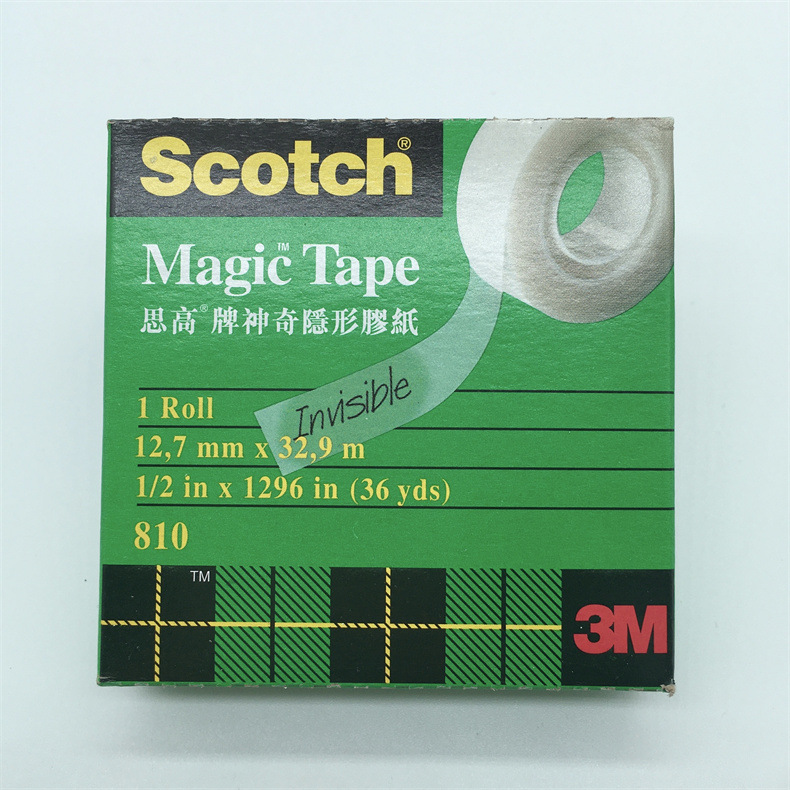 Scotch®
Magic™ Tape
思高®牌神奇隱形膠紙
Invisible
1 Roll
12,7 mm x 32,9 m
1/2 in x 1296 in (36 yds)
810
TM
3M